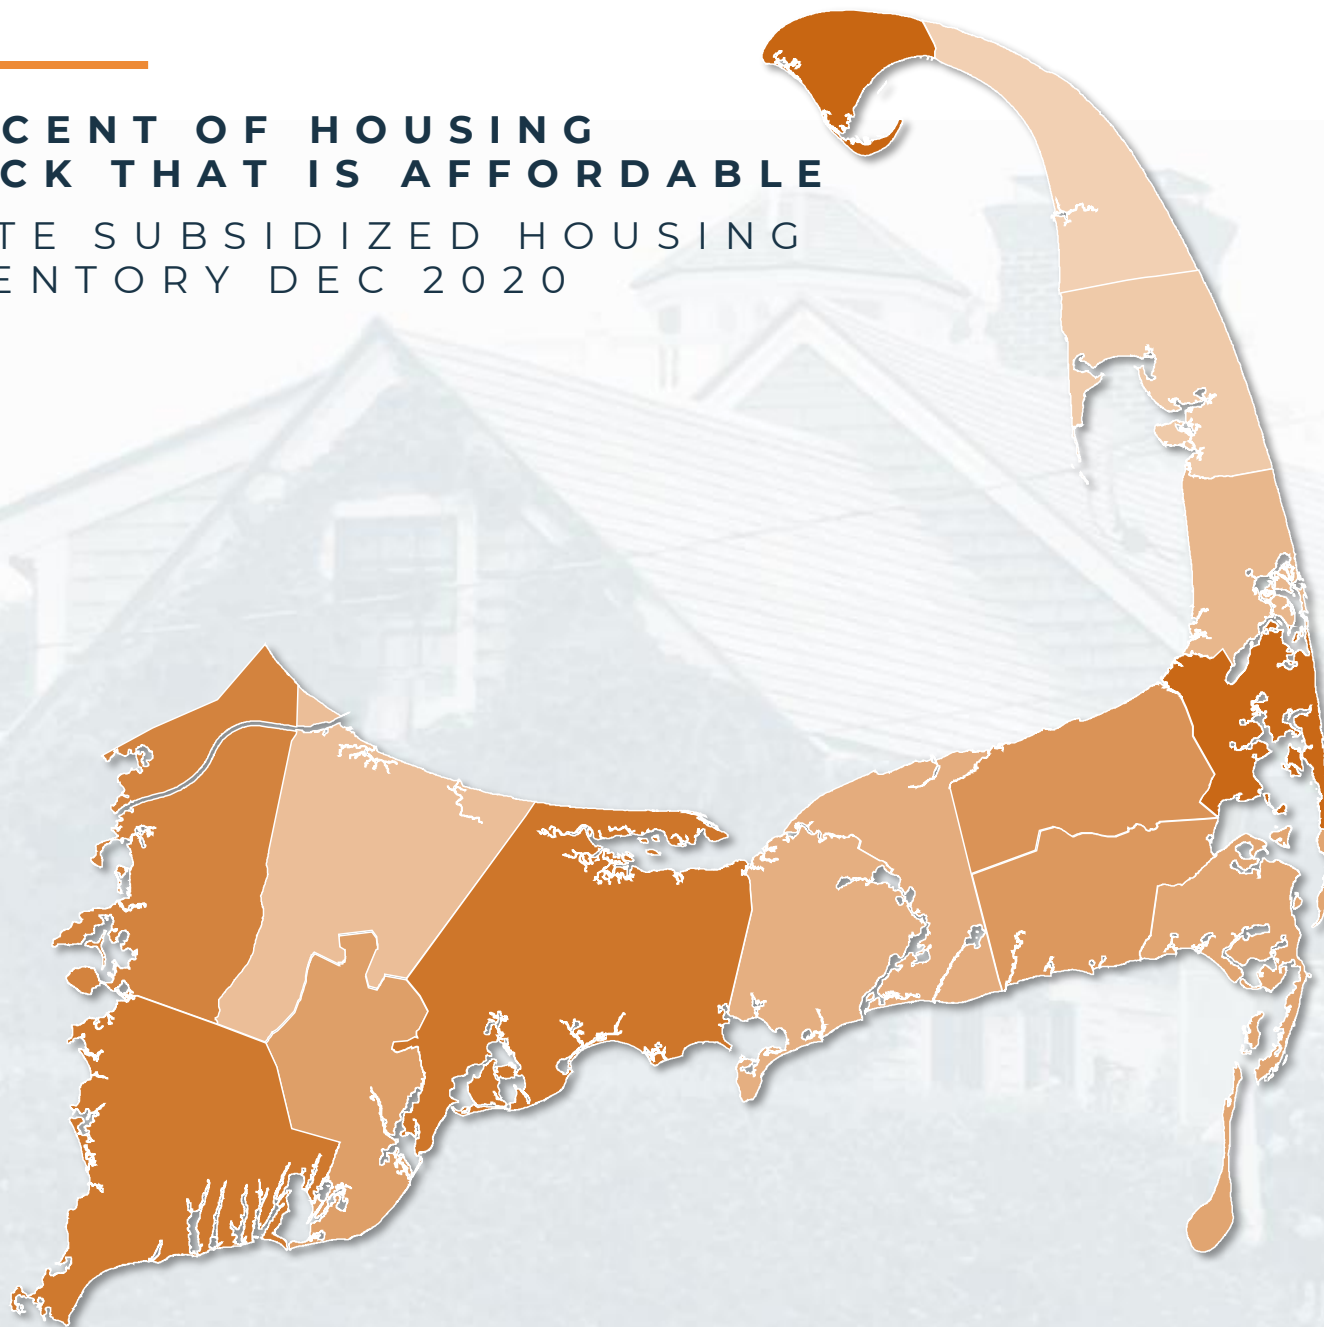 CENT OF HOUSING
CK THAT IS AFFORDABLE
TE SUBSIDIZED HOUSING
ENTORY DEC 2020